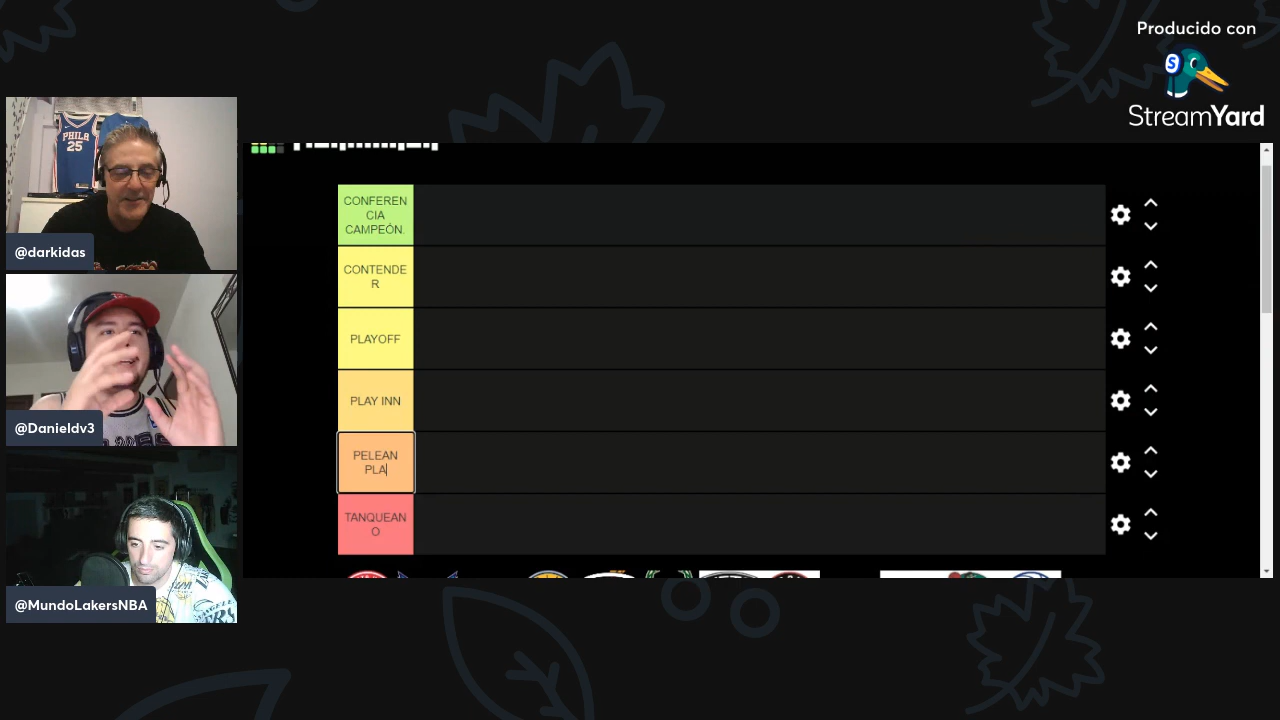 Producido con
S
StreamYard
PHILA
25
@darkidas
@Danieldv3
@MundoLakersNBA
CONFEREN
CIA
CAMPEÓN.
CONTENDE
R
PLAYOFF
PLAY INN
PELEAN
PLA
TANQUEAN
O